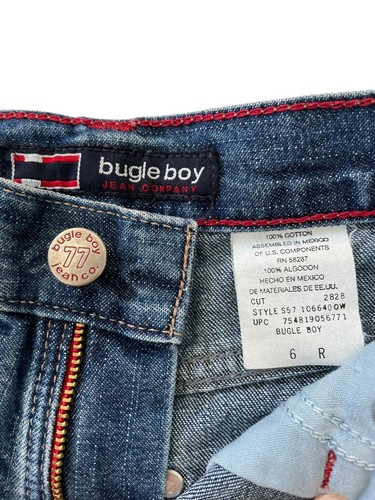 bugle boy
JEAN COMPANY
bugle boy
77
jean co.
100% COTTON
ASSEMBLED IN MEXICO
OF U.S. COMPONENTS
RN 58287
100% ALGODON
HECHO EN MEXICO
DE MATERIALES DE EE.UU.
CUT 2828
STYLE S57 106640OW
UPC 754819056771
BUGLE BOY
6 R